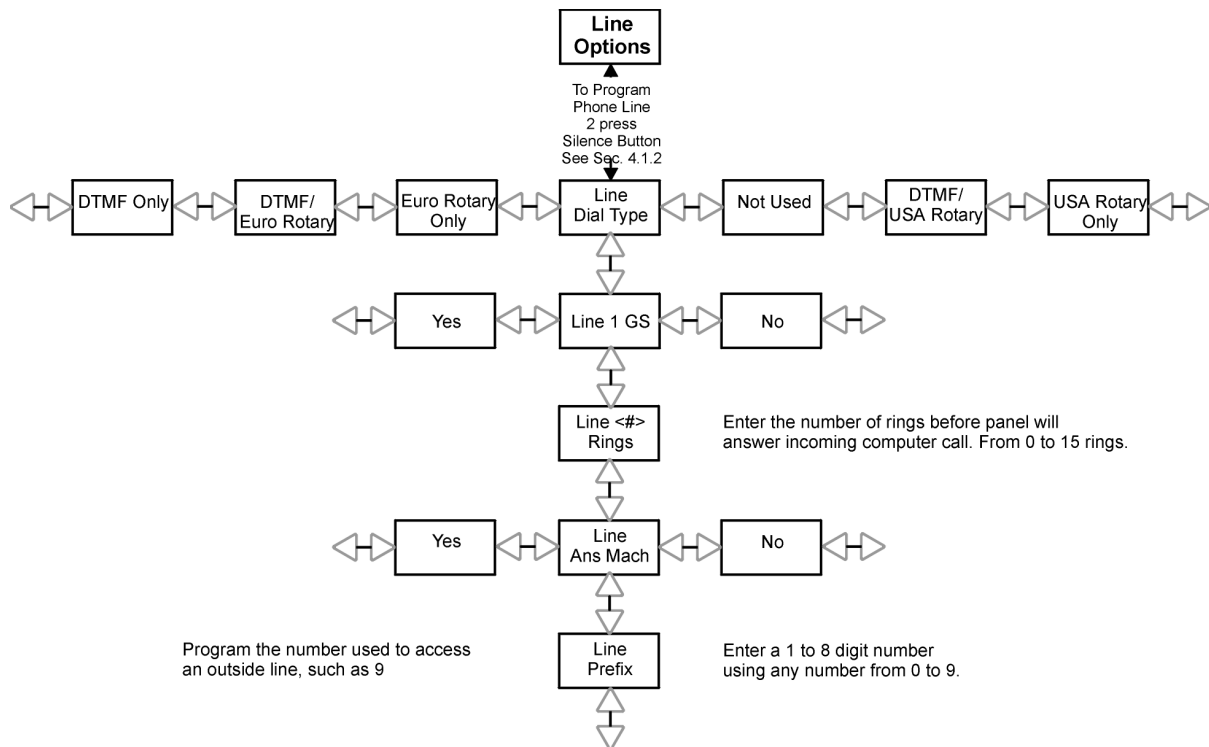 Line
Options
To Program
Phone Line
2 press
Silence Button
See Sec. 4.1.2
DTMF Only
DTMF/
Euro Rotary
Euro Rotary
Only
Line
Dial Type
Not Used
DTMF/
USA Rotary
USA Rotary
Only
Yes
Line 1 GS
No
Line <#>
Rings
Enter the number of rings before panel will
answer incoming computer call. From 0 to 15 rings.
Yes
Line
Ans Mach
No
Program the number used to access
an outside line, such as 9
Line
Prefix
Enter a 1 to 8 digit number
using any number from 0 to 9.